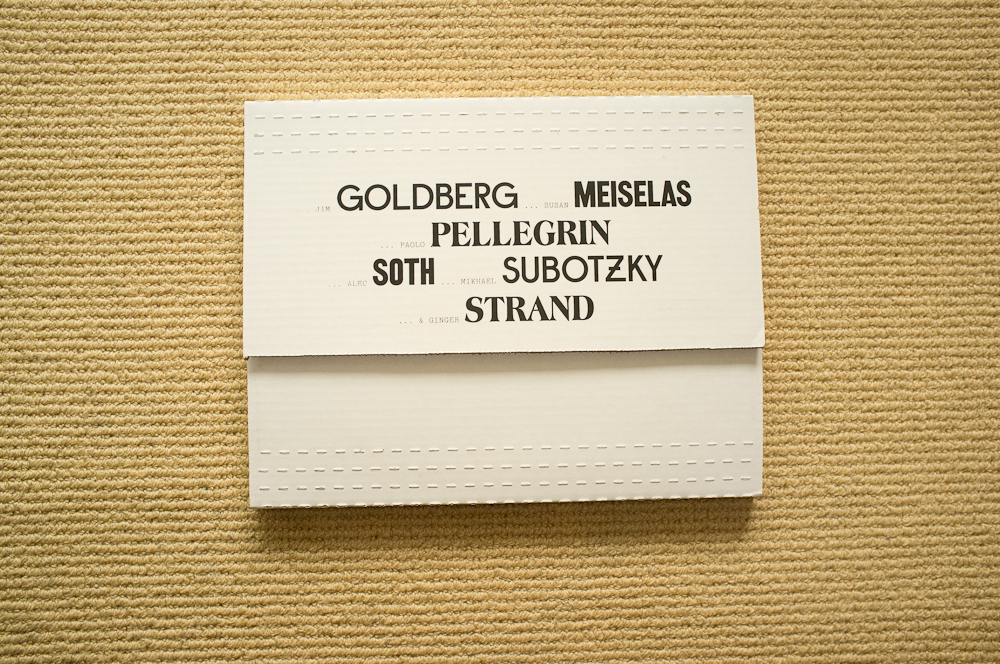 JIM GOLDBERG ... SUSAN MEISELAS
... PAOLO PELLEGRIN
... ALEC SOTH ... MIKHAEL SUBOTZKY
... & GINGER STRAND